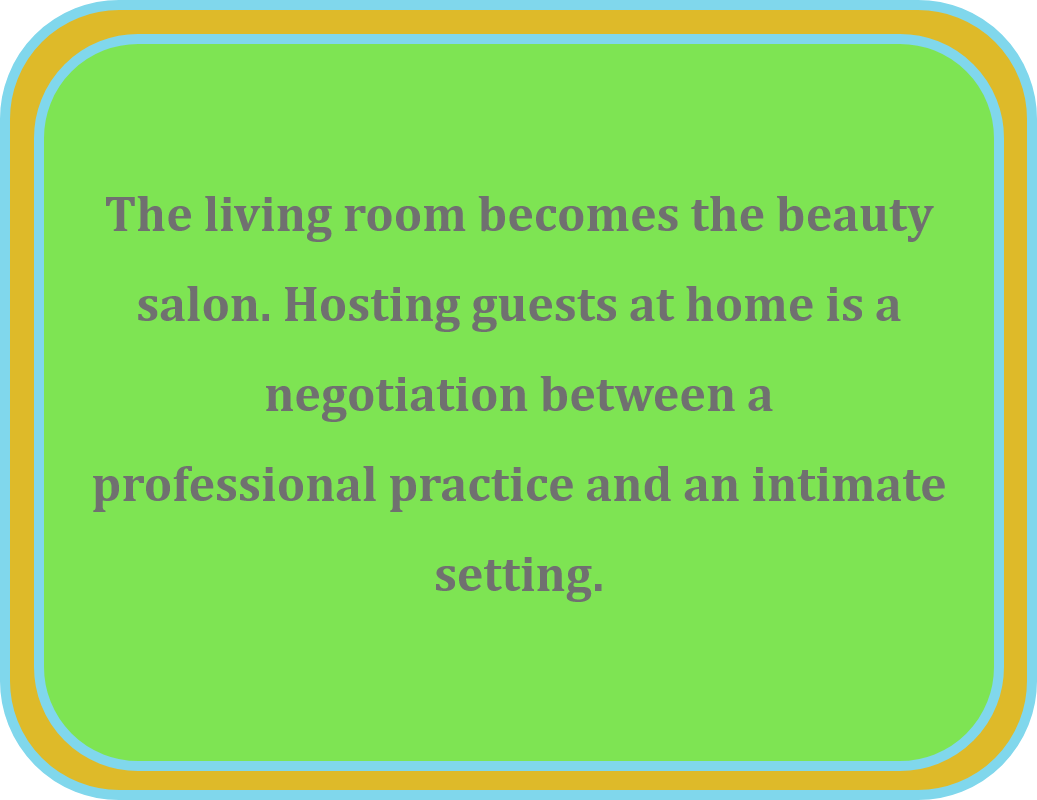 The living room becomes the beauty
salon. Hosting guests at home is a
negotiation between a
professional practice and an intimate
setting.